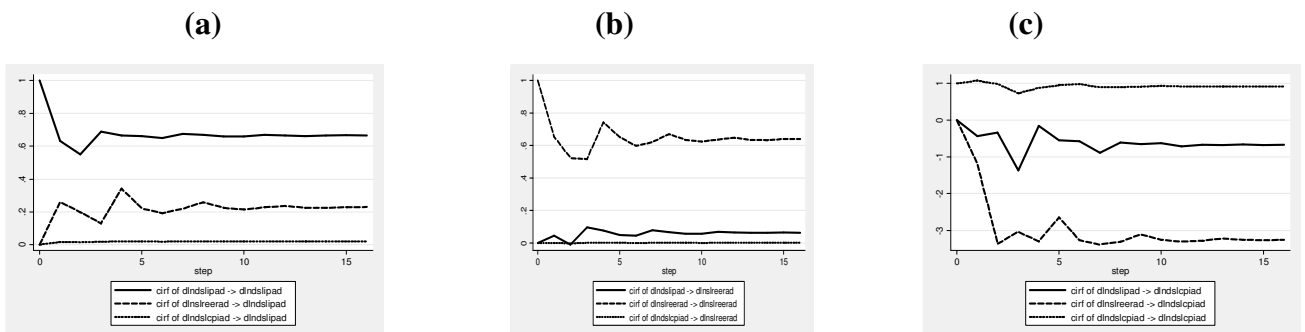 (a)
(b)
(c)
1
.8
.6
.4
.2
0
0
5
10
15
step
cirf of dlndslipad -> dlndslipad
cirf of dlnslreerad -> dlndslipad
cirf of dlndslcpiad -> dlndslipad
1
.8
.6
.4
.2
0
0
5
10
15
step
cirf of dlndslipad -> dlnslreerad
cirf of dlnslreerad -> dlnslreerad
cirf of dlndslcpiad -> dlnslreerad
1
0
-1
-2
-3
0
5
10
15
step
cirf of dlndslipad -> dlndslcpiad
cirf of dlnslreerad -> dlndslcpiad
cirf of dlndslcpiad -> dlndslcpiad